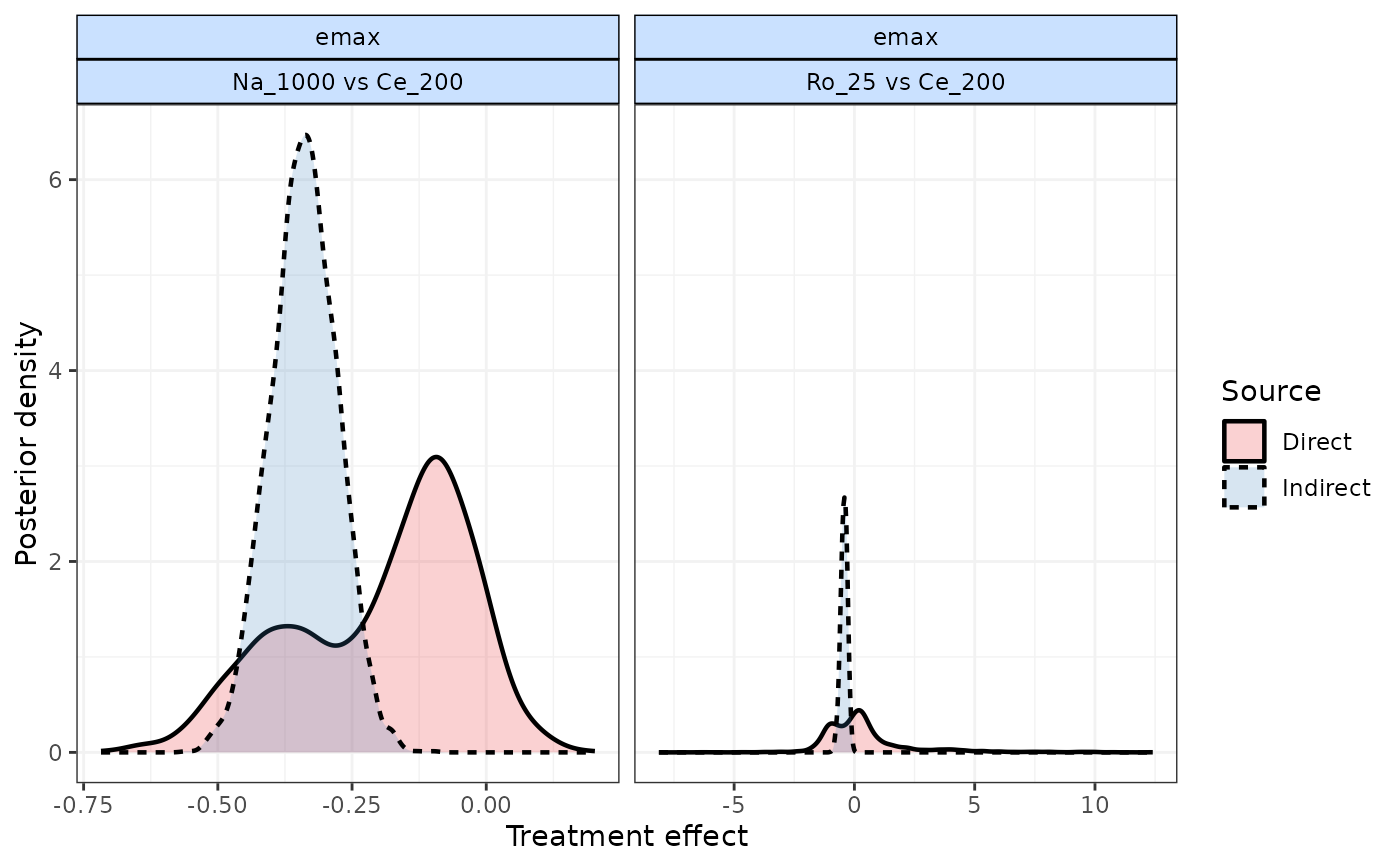 emax
emax
Na_1000 vs Ce_200
Ro_25 vs Ce_200
Posterior density
6
4
2
0
-0.75
-0.50
-0.25
0.00
-5
0
5
10
Treatment effect
Source
Direct
Indirect